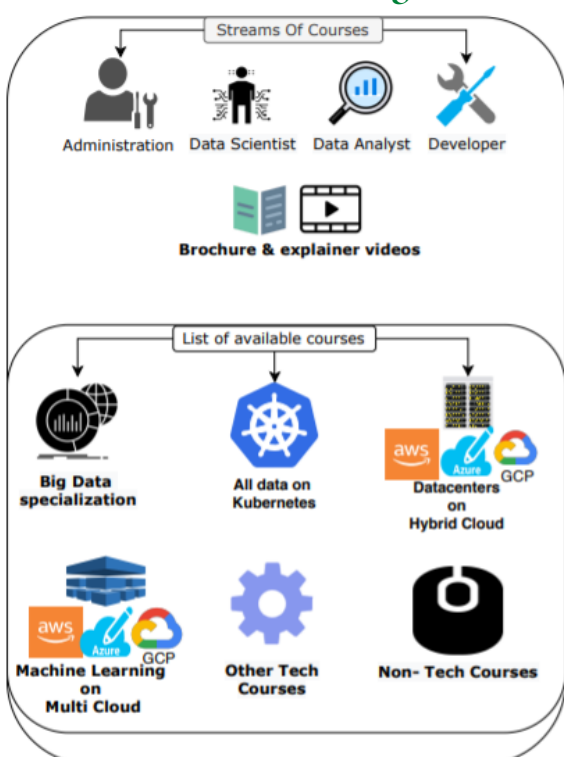 Streams Of Courses
Administration
Data Scientist
Data Analyst
Developer
Brochure & explainer videos
List of available courses
Big Data
specialization
All data on
Kubernetes
aws
Azure
GCP
Datacenters
on
Hybrid Cloud
aws
Azure
GCP
Machine Learning
on
Multi Cloud
Other Tech
Courses
Non- Tech Courses